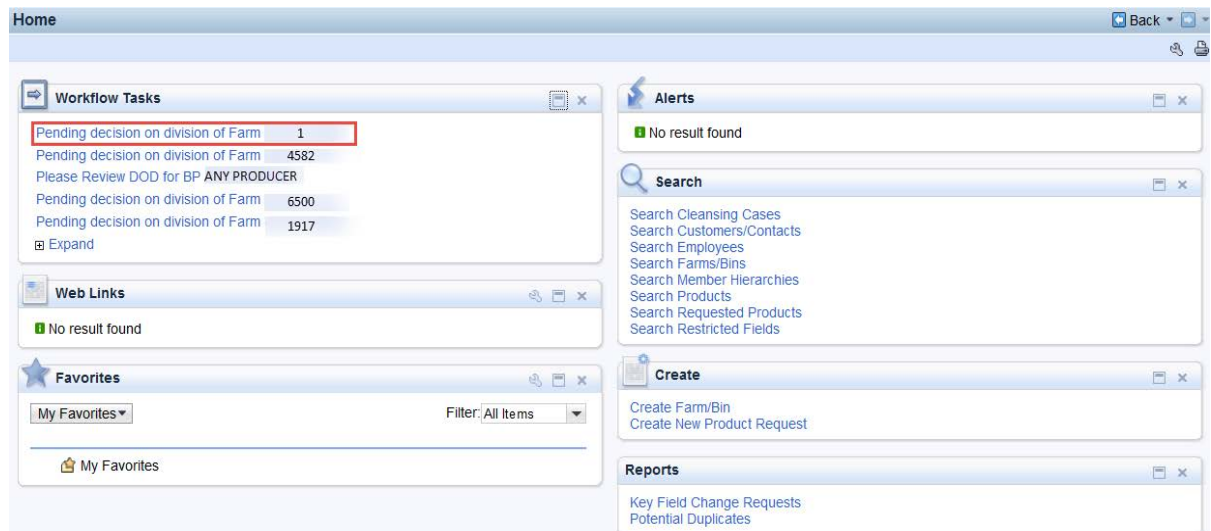 Home
Back
Workflow Tasks
Pending decision on division of Farm 1
Pending decision on division of Farm 4582
Please Review DOD for BP ANY PRODUCER
Pending decision on division of Farm 6500
Pending decision on division of Farm 1917
Expand
Web Links
No result found
Favorites
My Favorites
Filter: All Items
My Favorites
Alerts
No result found
Search
Search Cleansing Cases
Search Customers/Contacts
Search Employees
Search Farms/Bins
Search Member Hierarchies
Search Products
Search Requested Products
Search Restricted Fields
Create
Create Farm/Bin
Create New Product Request
Reports
Key Field Change Requests
Potential Duplicates